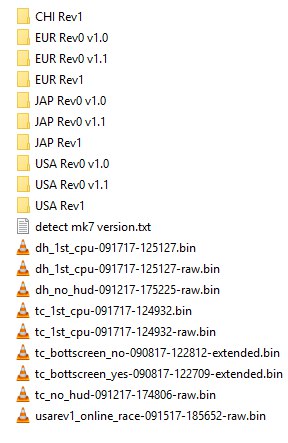 CHI Rev1
EUR Rev0 v1.0
EUR Rev0 v1.1
EUR Rev1
JAP Rev0 v1.0
JAP Rev0 v1.1
JAP Rev1
USA Rev0 v1.0
USA Rev0 v1.1
USA Rev1
detect mk7 version.txt
dh_1st_cpu-091717-125127.bin
dh_1st_cpu-091717-125127-raw.bin
dh_no_hud-091217-175225-raw.bin
tc_1st_cpu-091717-124932.bin
tc_1st_cpu-091717-124932-raw.bin
tc_bottscreen_no-090817-122812-extended.bin
tc_bottscreen_yes-090817-122709-extended.bin
tc_no_hud-091217-174806-raw.bin
usarev1_online_race-091517-185652-raw.bin